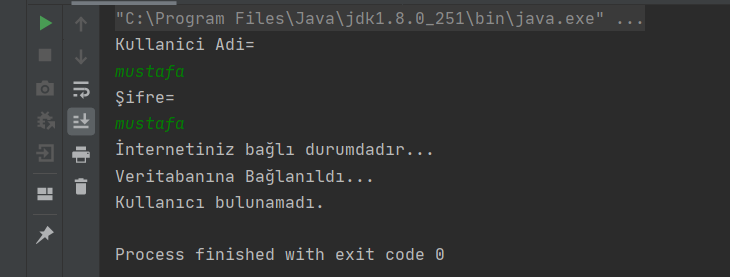 "C:\Program Files\Java\jdk1.8.0_251\bin\java.exe" ...
Kullanici Adi=
mustafa
Şifre=
mustafa
İnternetiniz bağlı durumdadır...
Veritabanına Bağlanıldı...
Kullanıcı bulunamadı.
Process finished with exit code 0